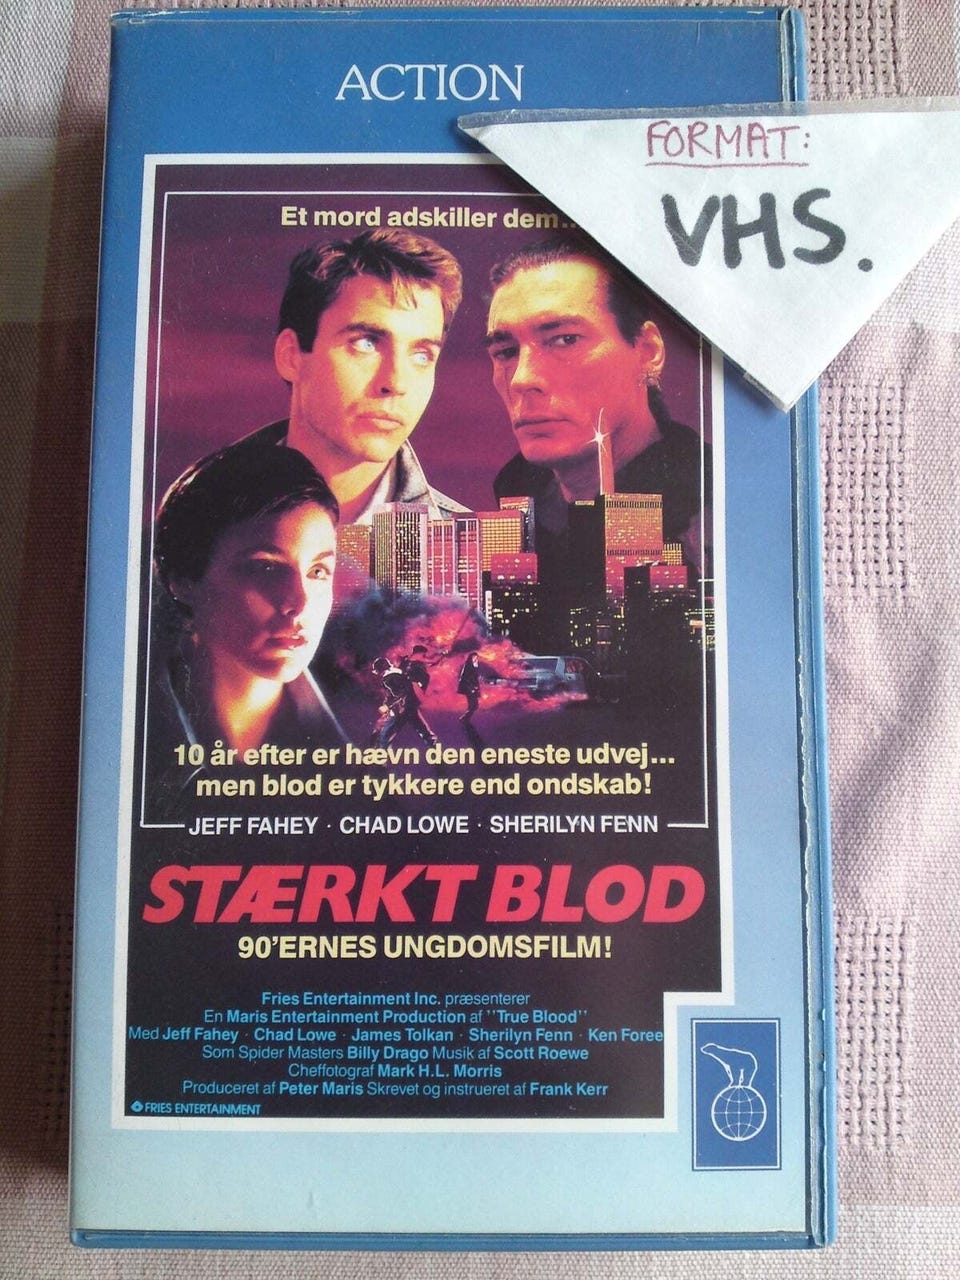 ACTION
FORMAT:
VHS.
Et mord adskiller dem...
10 år efter er hævn den eneste udvej...
men blod er tykkere end ondskab!
JEFF FAHEY · CHAD LOWE · SHERILYN FENN
STÆRKT BLOD
90'ERNES UNGDOMSFILM!
Fries Entertainment Inc. præsenterer
En Maris Entertainment Production af ''True Blood''
Med Jeff Fahey · Chad Lowe · James Tolkan · Sherilyn Fenn · Ken Foree
Som Spider Masters Billy Drago Musik af Scott Roewe
Cheffotograf Mark H.L. Morris
Produceret af Peter Maris Skrevet og instrueret af Frank Kerr
FRIES ENTERTAINMENT